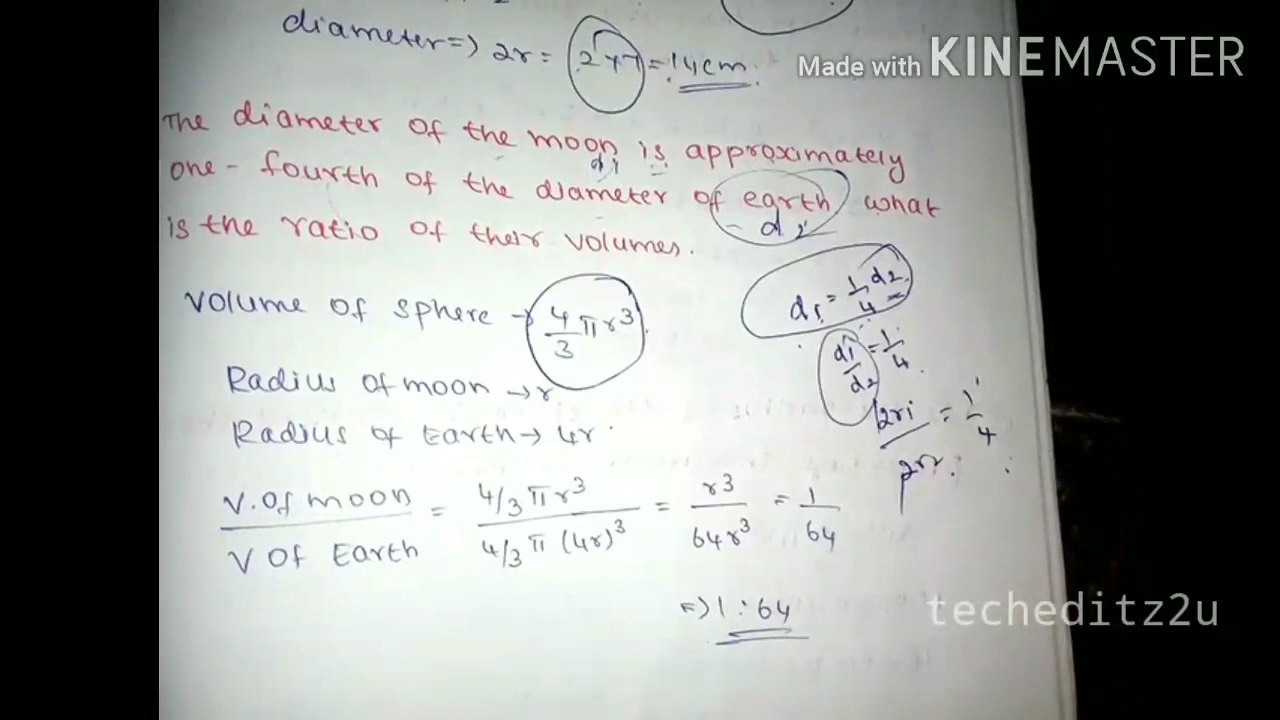 diameter => 2r = 2×7 = 14cm.
Made with KINEMASTER
The diameter of the moon is approximately
d1
one - fourth of the diameter of earth what
d2
is the ratio of their volumes.
d1 = 1/4 d2
Volume of sphere → 4/3 πr³
d1/d2 = 1/4
Radius of moon → r
2r1/2r2 = 1/4
Radius of Earth → 4r
V. of moon / V of Earth = 4/3 πr³ / 4/3 π (4r)³ = r³/64r³ = 1/64
=> 1 : 64
techeditz2u